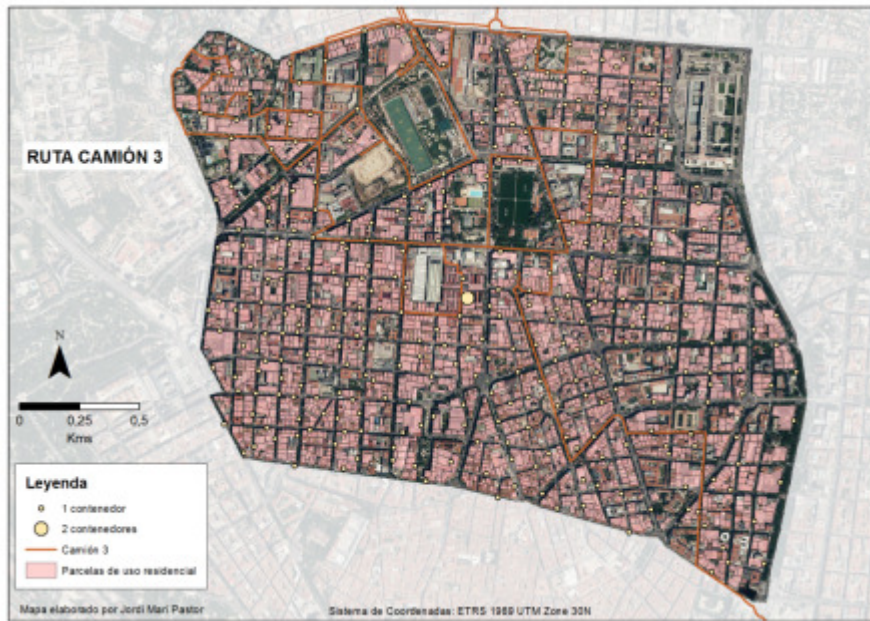 RUTA CAMIÓN 3
N
0 0,25 0,5
Kms
Leyenda
1 contenedor
2 contenedores
Camión 3
Parcelas de uso residencial
Mapa elaborado por Jordi Marí Pastor
Sistema de Coordenadas: ETRS 1989 UTM Zone 30N